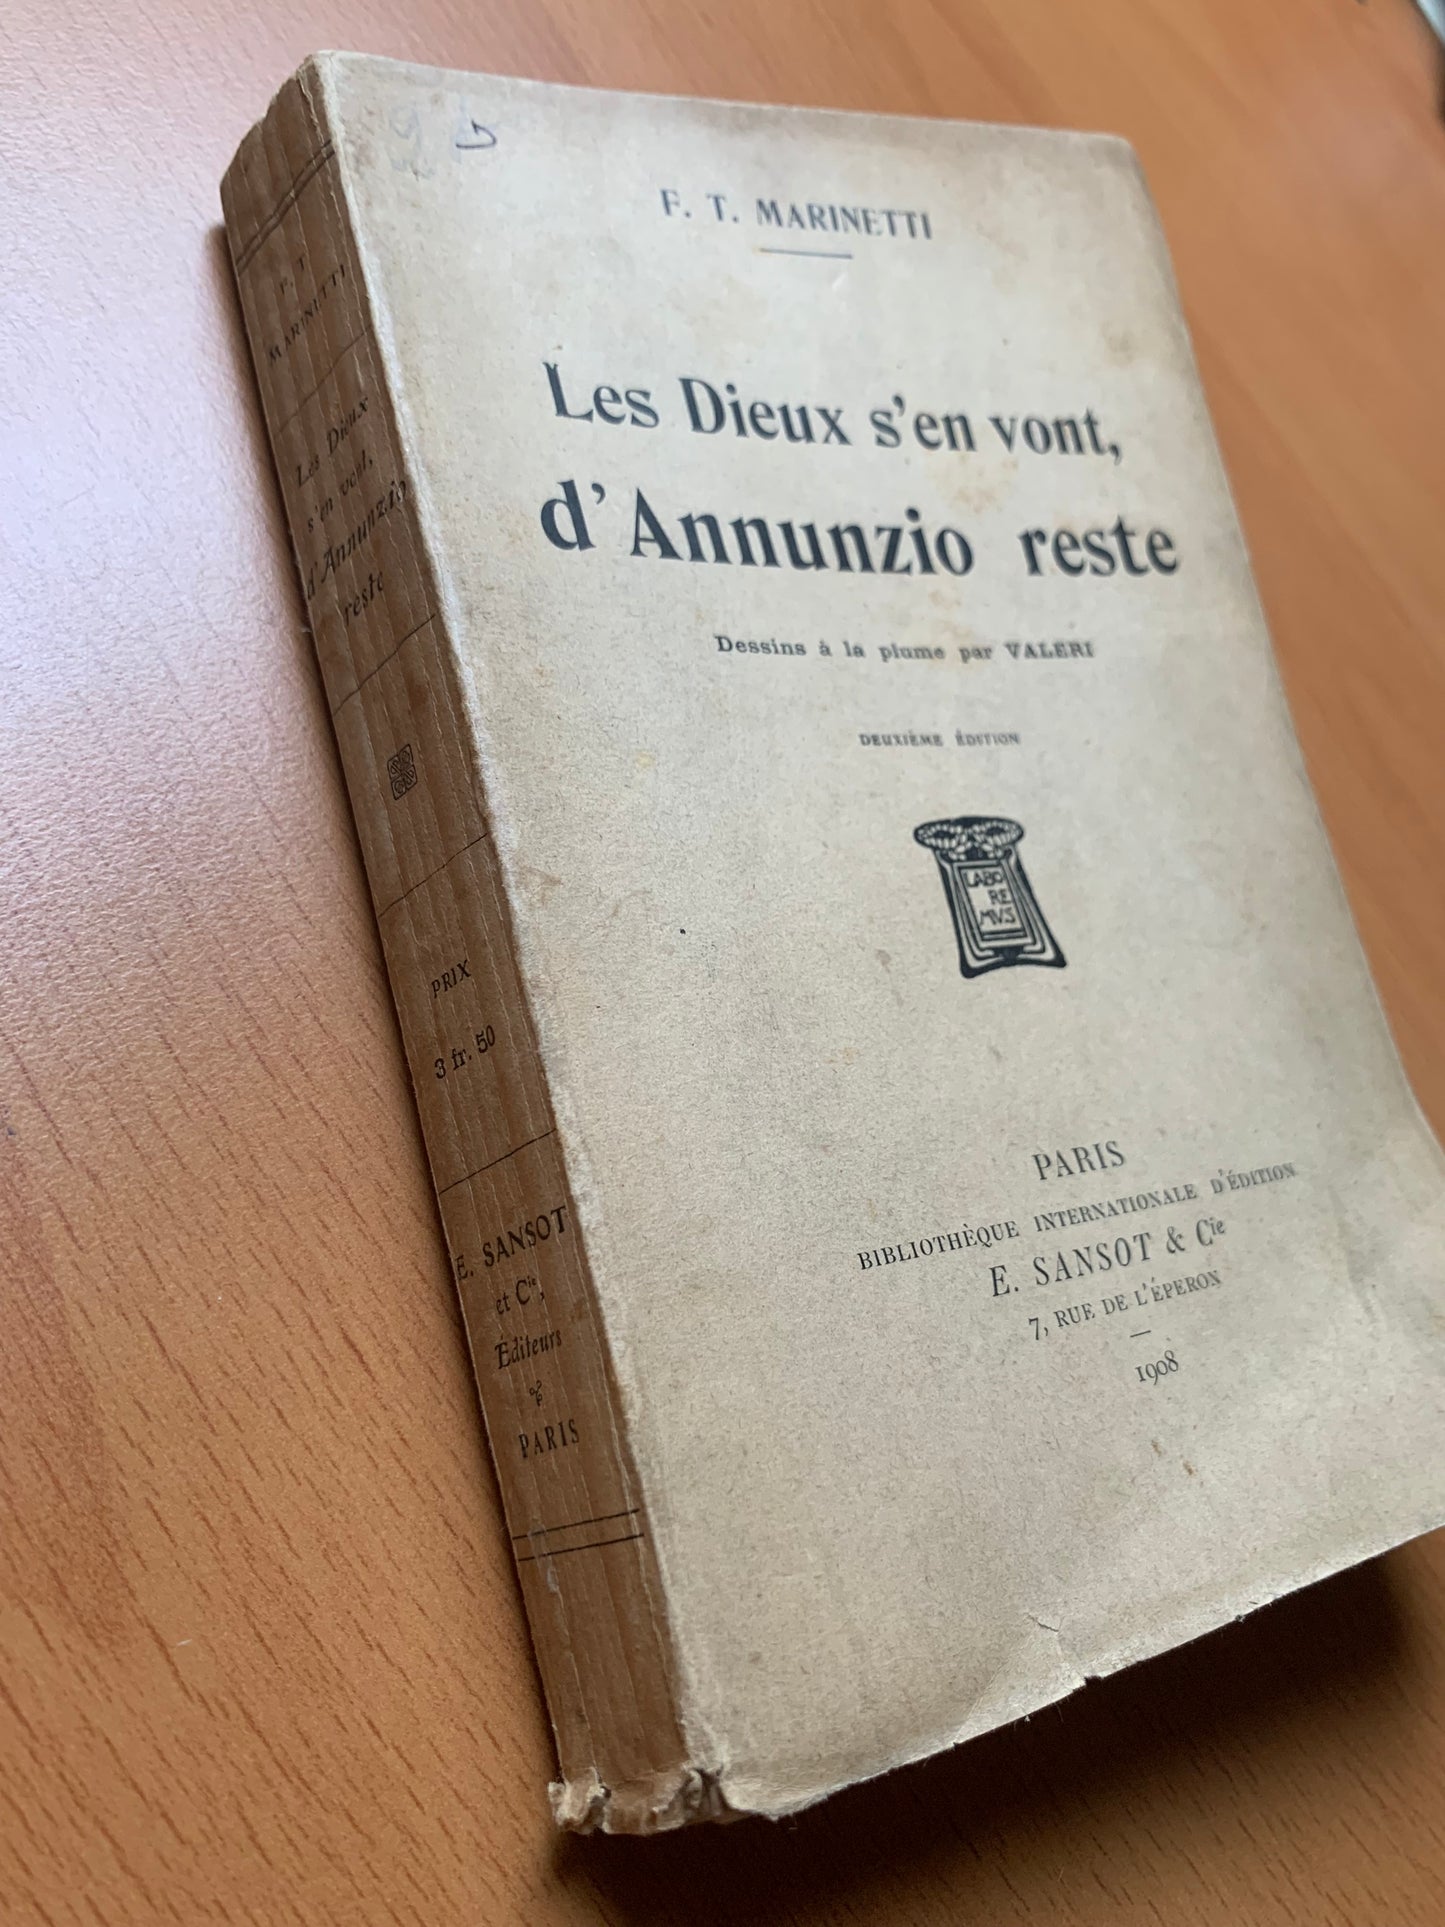 F. T.
MARINETTI
Les Dieux
s'en vont,
d'Annunzio
reste
PRIX
3 fr. 50
E. SANSOT
et Cie,
Éditeurs
PARIS
F. T. MARINETTI
Les Dieux s'en vont,
d'Annunzio reste
Dessins à la plume par VALERI
DEUXIÈME ÉDITION
LABO
RE
MVS
PARIS
BIBLIOTHÈQUE INTERNATIONALE D'ÉDITION
E. SANSOT & Cie
7, RUE DE L'ÉPERON
1908